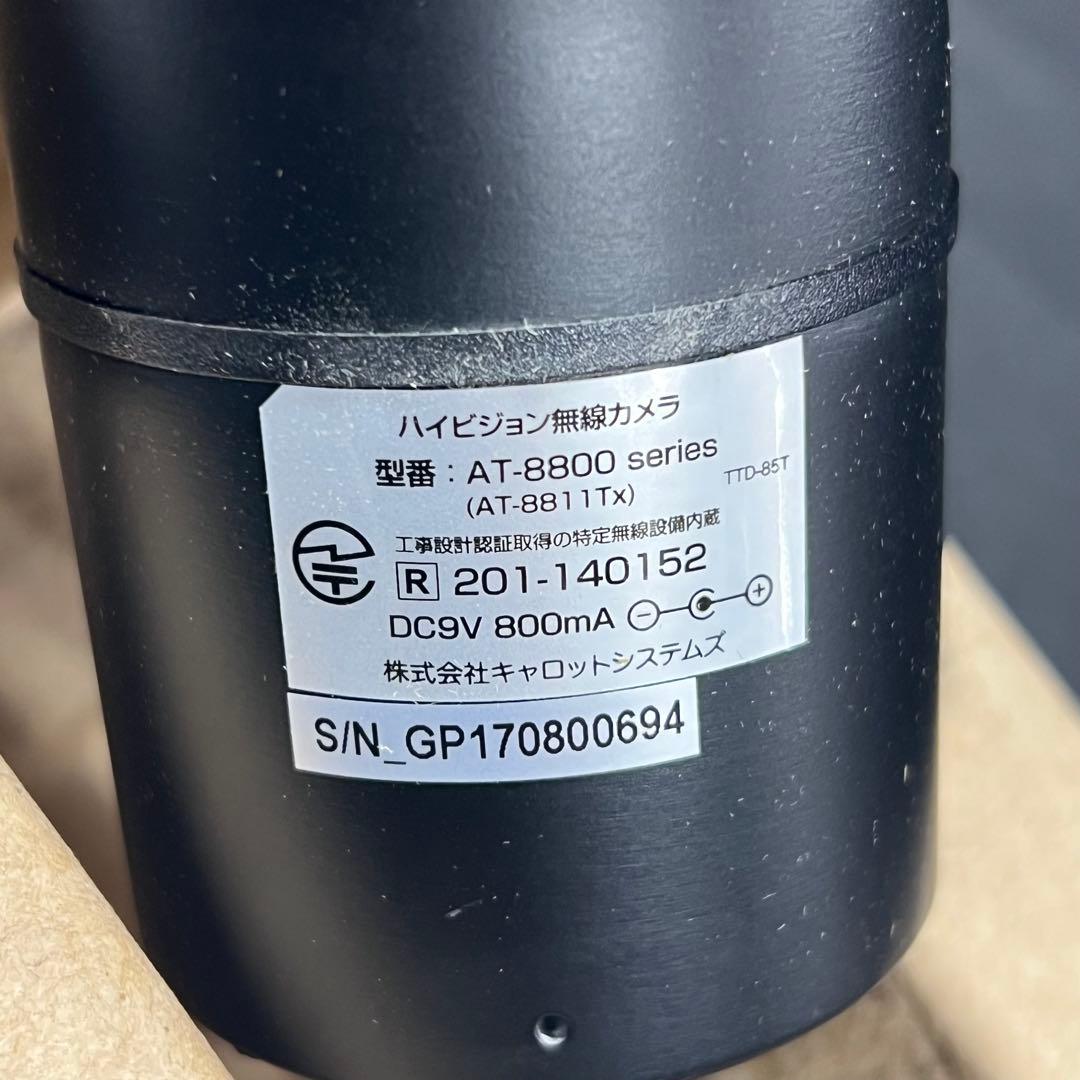 ハイビジョン無線カメラ
型番 : AT-8800 series
(AT-8811Tx)
TTD-85T
工事設計認証取得の特定無線設備内蔵
R 201-140152
DC9V 800mA
株式会社キャロットシステムズ
S/N_GP170800694